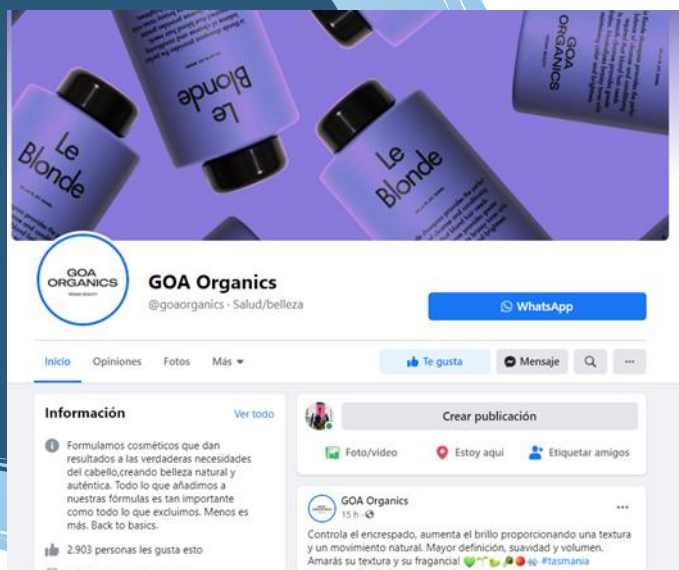 Le
Blonde
Le
Blonde
Le
Blonde
GOA
ORGANICS
GOA
ORGANICS
VEGAN BEAUTY
GOA Organics
@goaorganics · Salud/belleza
WhatsApp
Inicio Opiniones Fotos Más
Te gusta Mensaje
Información Ver todo
Formulamos cosméticos que dan
resultados a las verdaderas necesidades
del cabello,creando belleza natural y
auténtica. Todo lo que añadimos a
nuestras fórmulas es tan importante
como todo lo que excluimos. Menos es
más. Back to basics.
2.903 personas les gusta esto
Crear publicación
Foto/video Estoy aquí Etiquetar amigos
GOA Organics
15 h ·
Controla el encrespado, aumenta el brillo proporcionando una textura
y un movimiento natural. Mayor definición, suavidad y volumen.
Amarás su textura y su fragancia! #tasmania